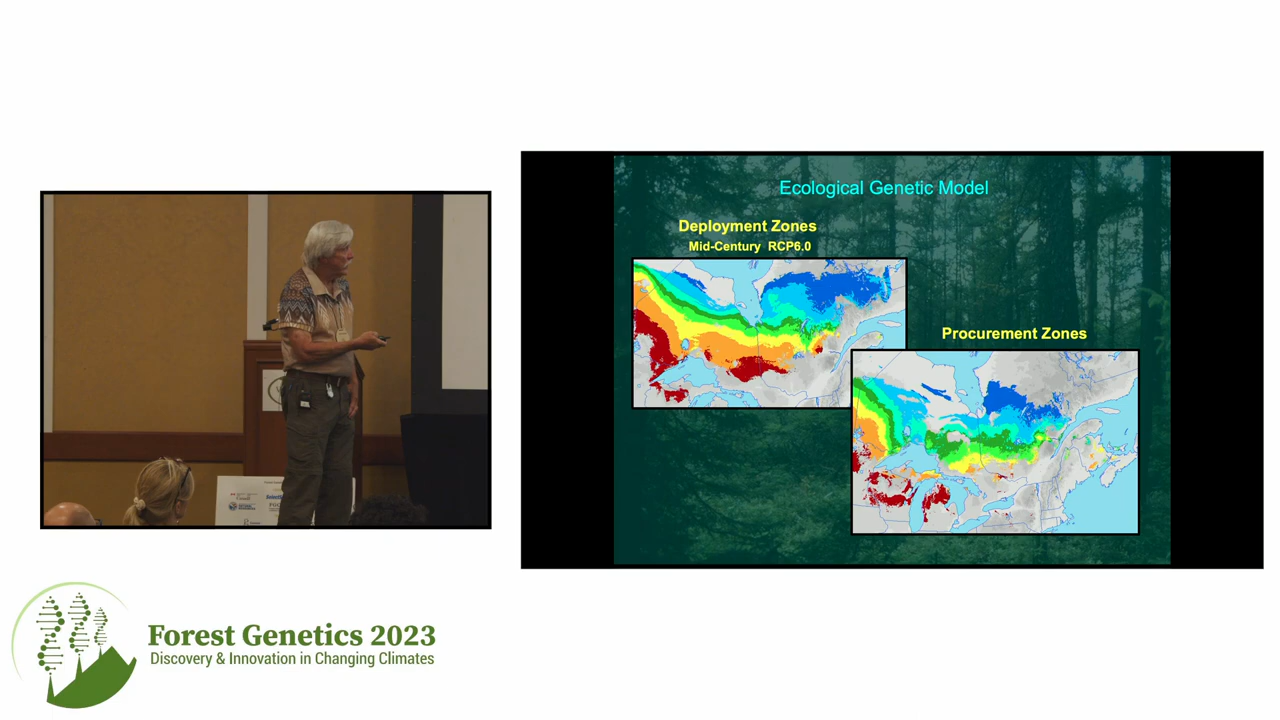 Ecological Genetic Model
Deployment Zones
Mid-Century RCP6.0
Procurement Zones
Forest Genetics 2023
Discovery & Innovation in Changing Climates